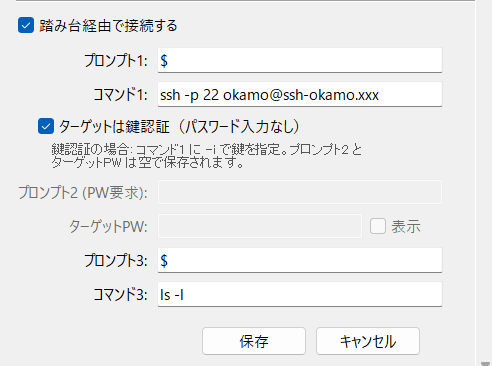 踏み台経由で接続する
プロンプト1: $
コマンド1: ssh -p 22 okamo@ssh-okamo.xxx
ターゲットは鍵認証（パスワード入力なし）
鍵認証の場合: コマンド1 に -i で鍵を指定。プロンプト2 と
ターゲットPW は空で保存されます。
プロンプト2 (PW要求):
ターゲットPW: 表示
プロンプト3: $
コマンド3: ls -l
保存 キャンセル